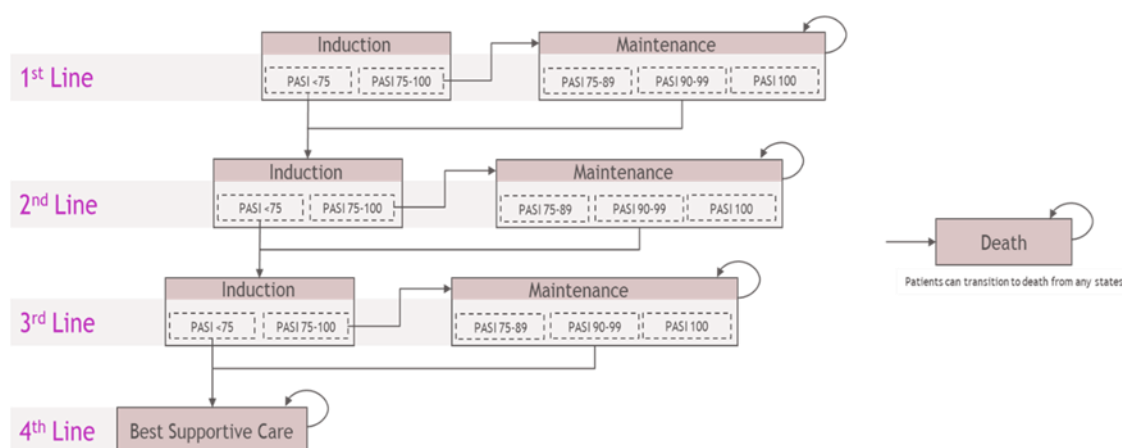 Induction
Maintenance
1st Line
PASI <75
PASI 75-100
PASI 75-89
PASI 90-99
PASI 100
Induction
Maintenance
2nd Line
PASI <75
PASI 75-100
PASI 75-89
PASI 90-99
PASI 100
Death
Patients can transition to death from any states
Induction
Maintenance
3rd Line
PASI <75
PASI 75-100
PASI 75-89
PASI 90-99
PASI 100
4th Line
Best Supportive Care